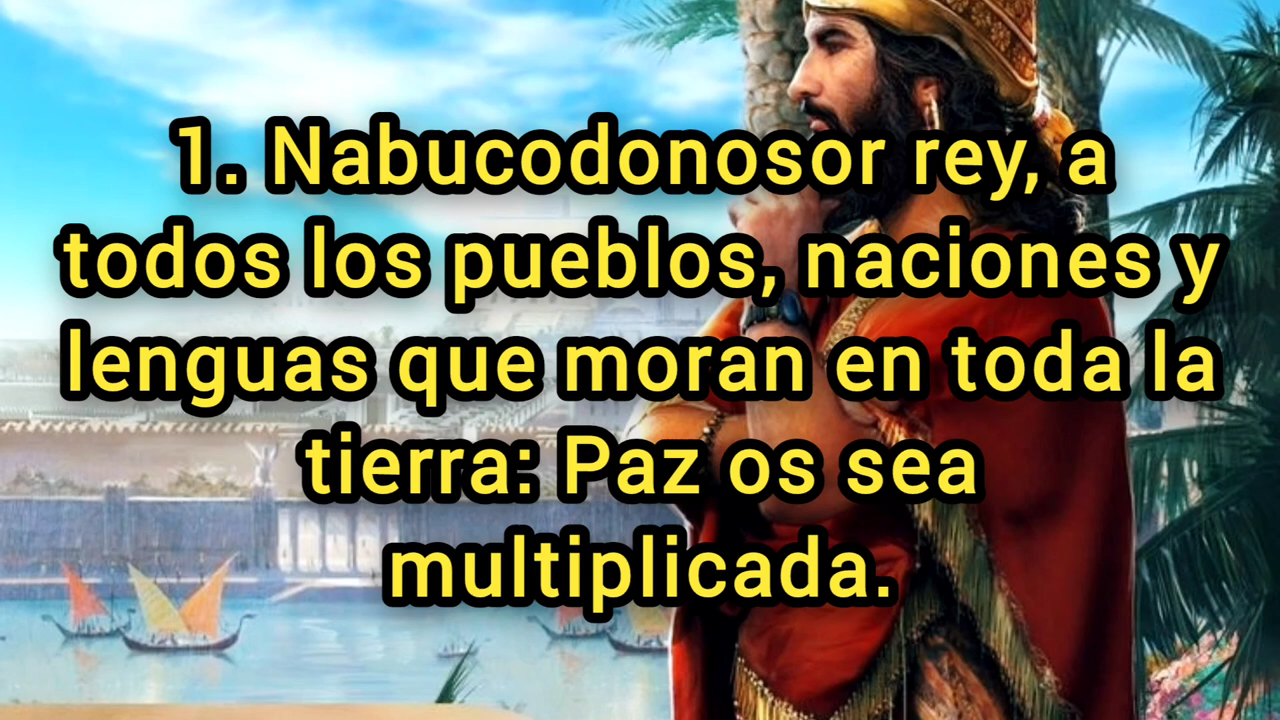 1. Nabucodonosor rey, a
todos los pueblos, naciones y
lenguas que moran en toda la
tierra: Paz os sea
multiplicada.